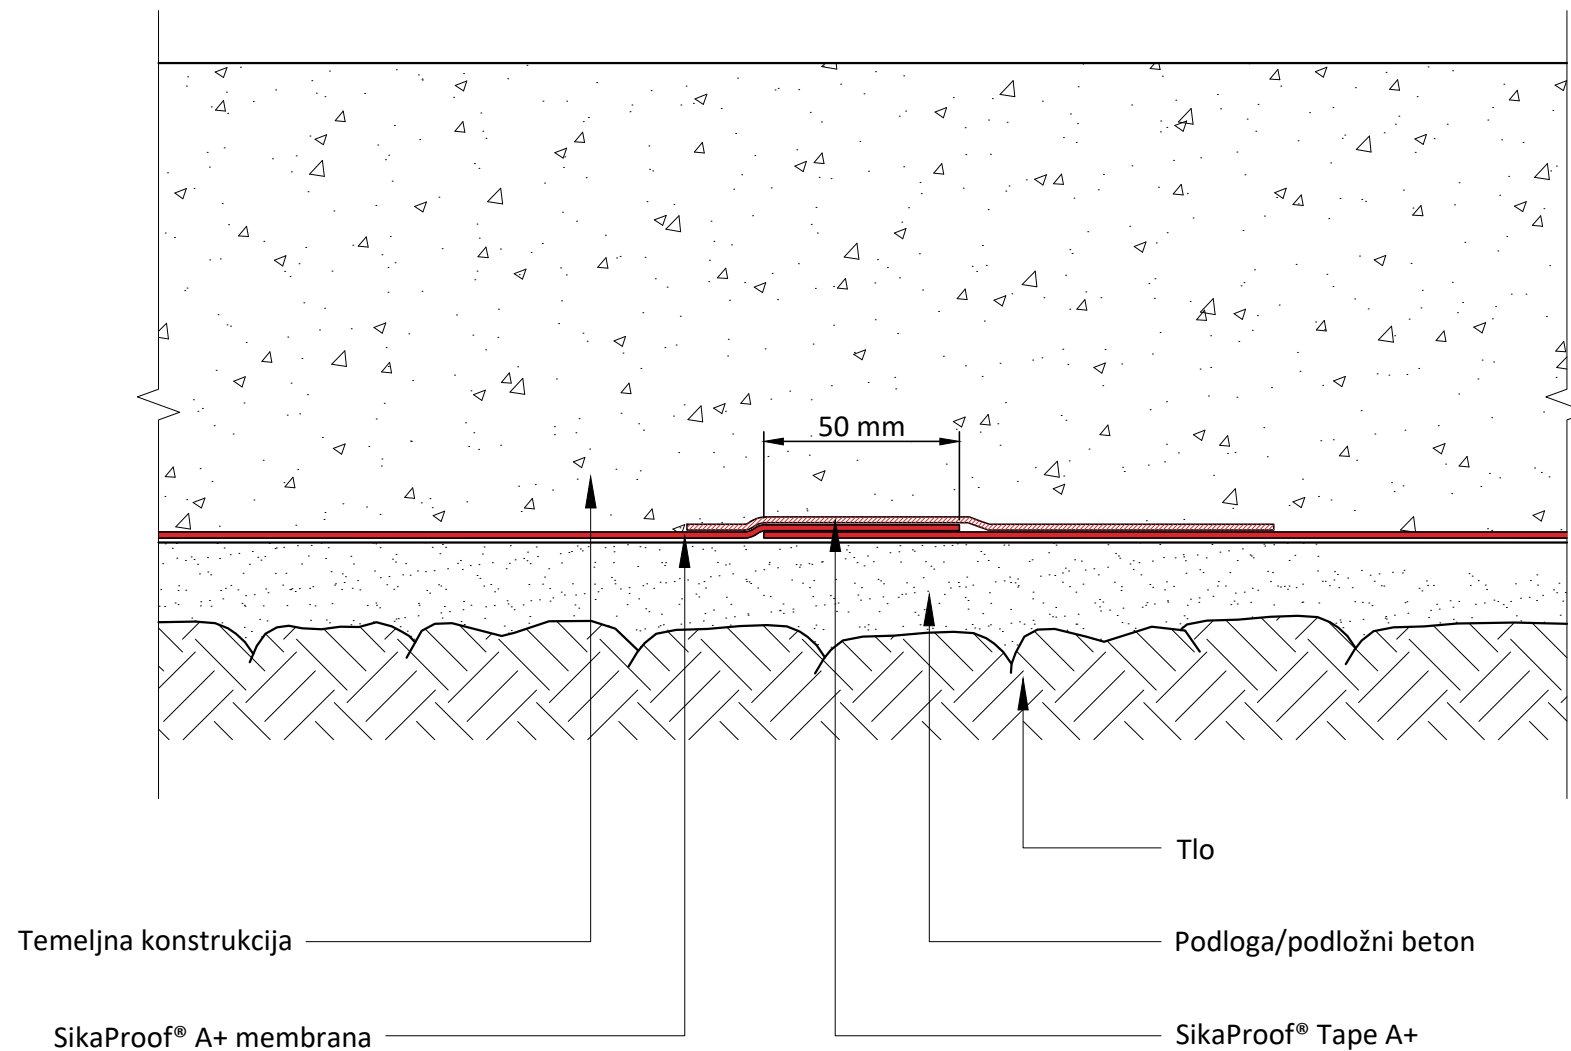 50 mm
Tlo
Temeljna konstrukcija
Podloga/podložni beton
SikaProof® A+ membrana
SikaProof® Tape A+